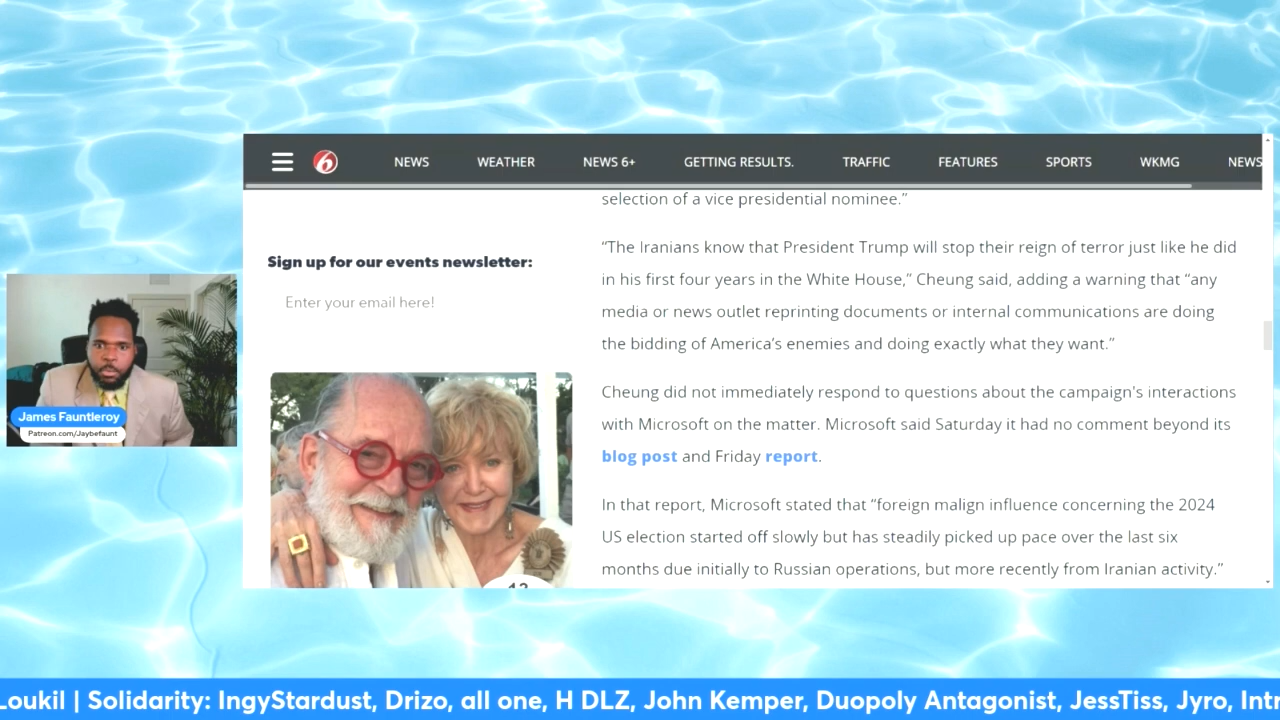 6
NEWS
WEATHER
NEWS 6+
GETTING RESULTS.
TRAFFIC
FEATURES
SPORTS
WKMG
NEWS
Sign up for our events newsletter:
Enter your email here!
selection of a vice presidential nominee.”
“The Iranians know that President Trump will stop their reign of terror just like he did
in his first four years in the White House,” Cheung said, adding a warning that “any
media or news outlet reprinting documents or internal communications are doing
the bidding of America’s enemies and doing exactly what they want.”
Cheung did not immediately respond to questions about the campaign's interactions
with Microsoft on the matter. Microsoft said Saturday it had no comment beyond its
blog post and Friday report.
In that report, Microsoft stated that “foreign malign influence concerning the 2024
US election started off slowly but has steadily picked up pace over the last six
months due initially to Russian operations, but more recently from Iranian activity.”
James Fauntleroy
Patreon.com/Jaybefaunt
Loukil | Solidarity: IngyStardust, Drizo, all one, H DLZ, John Kemper, Duopoly Antagonist, JessTiss, Jyro, Intr